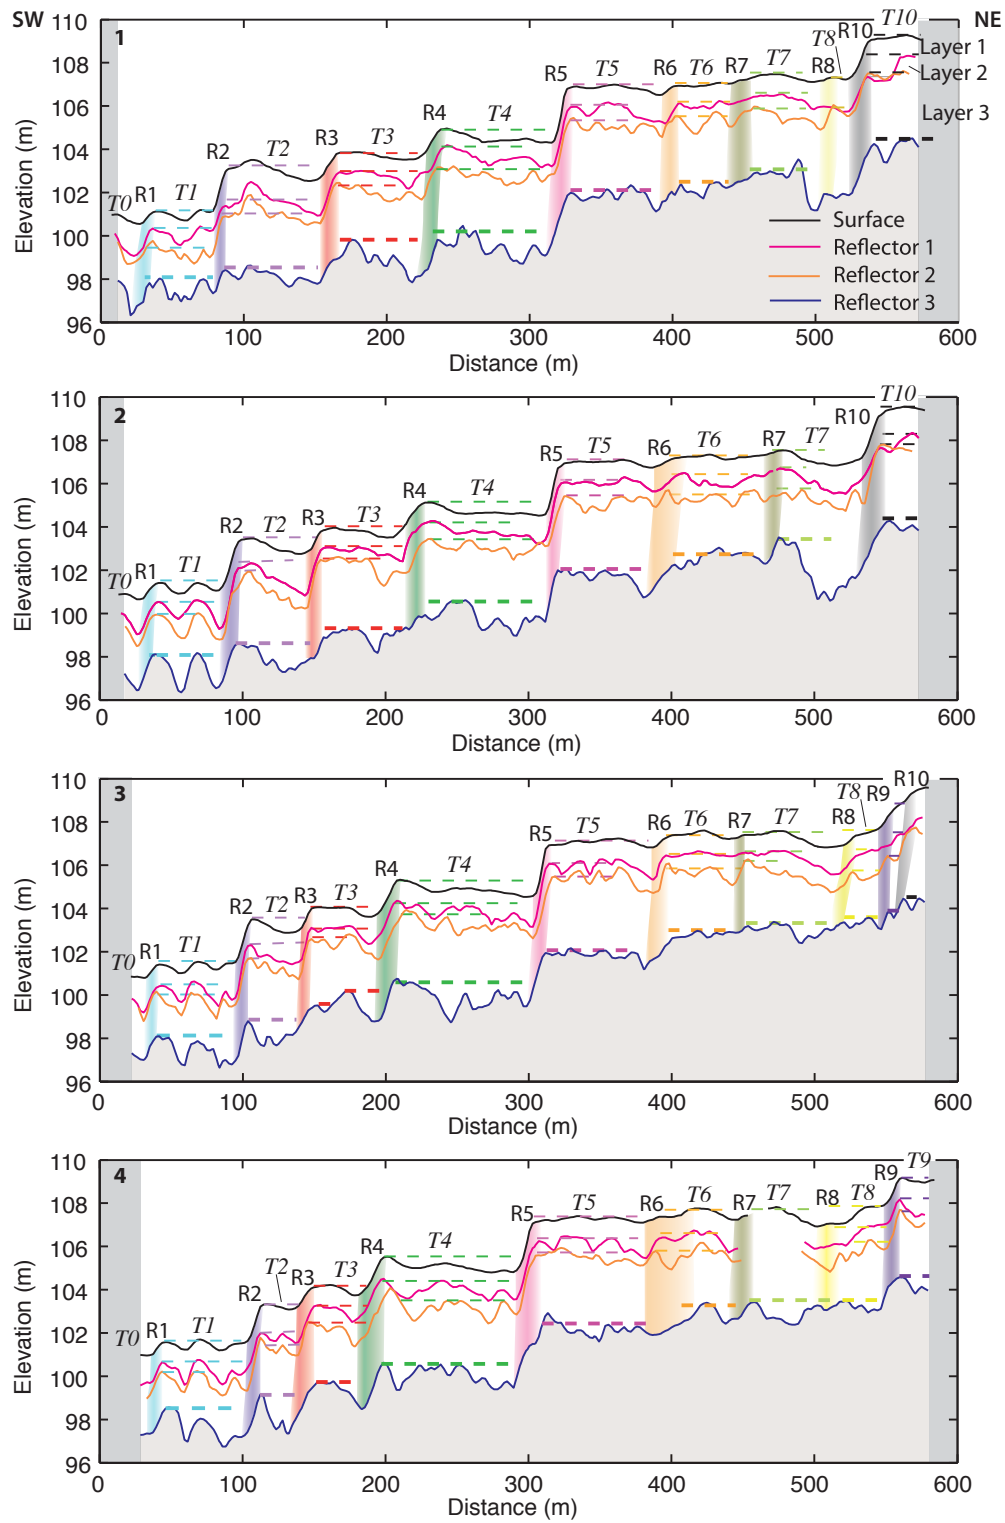 SW NE
1
110
108
106
104
102
100
98
96
Elevation (m)
T0 R1 T1 R2 T2 R3 T3 R4 T4 R5 T5 R6 T6 R7 T7 R8 T8 R10 T10
Layer 1
Layer 2
Layer 3
Surface
Reflector 1
Reflector 2
Reflector 3
0 100 200 300 400 500 600
Distance (m)
2
110
108
106
104
102
100
98
96
Elevation (m)
T0 R1 T1 R2 T2 R3 T3 R4 T4 R5 T5 R6 T6 R7 T7 R10 T10
0 100 200 300 400 500 600
Distance (m)
3
110
108
106
104
102
100
98
96
Elevation (m)
T0 R1 T1 R2 T2 R3 T3 R4 T4 R5 T5 R6 T6 R7 T7 R8 T8 R9 R10
0 100 200 300 400 500 600
Distance (m)
4
110
108
106
104
102
100
98
96
Elevation (m)
T0 R1 T1 R2 T2 R3 T3 R4 T4 R5 T5 R6 T6 R7 T7 R8 T8 R9 T9
0 100 200 300 400 500 600
Distance (m)